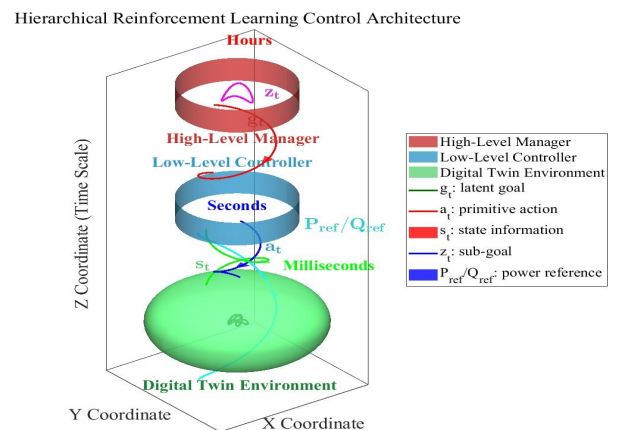 Hierarchical Reinforcement Learning Control Architecture
Hours
z_t
g_t
High-Level Manager
Low-Level Controller
Seconds
P_ref/Q_ref
a_t
s_t
Milliseconds
Digital Twin Environment
Z Coordinate (Time Scale)
Y Coordinate
X Coordinate
High-Level Manager
Low-Level Controller
Digital Twin Environment
g_t: latent goal
a_t: primitive action
s_t: state information
z_t: sub-goal
P_ref/Q_ref: power reference